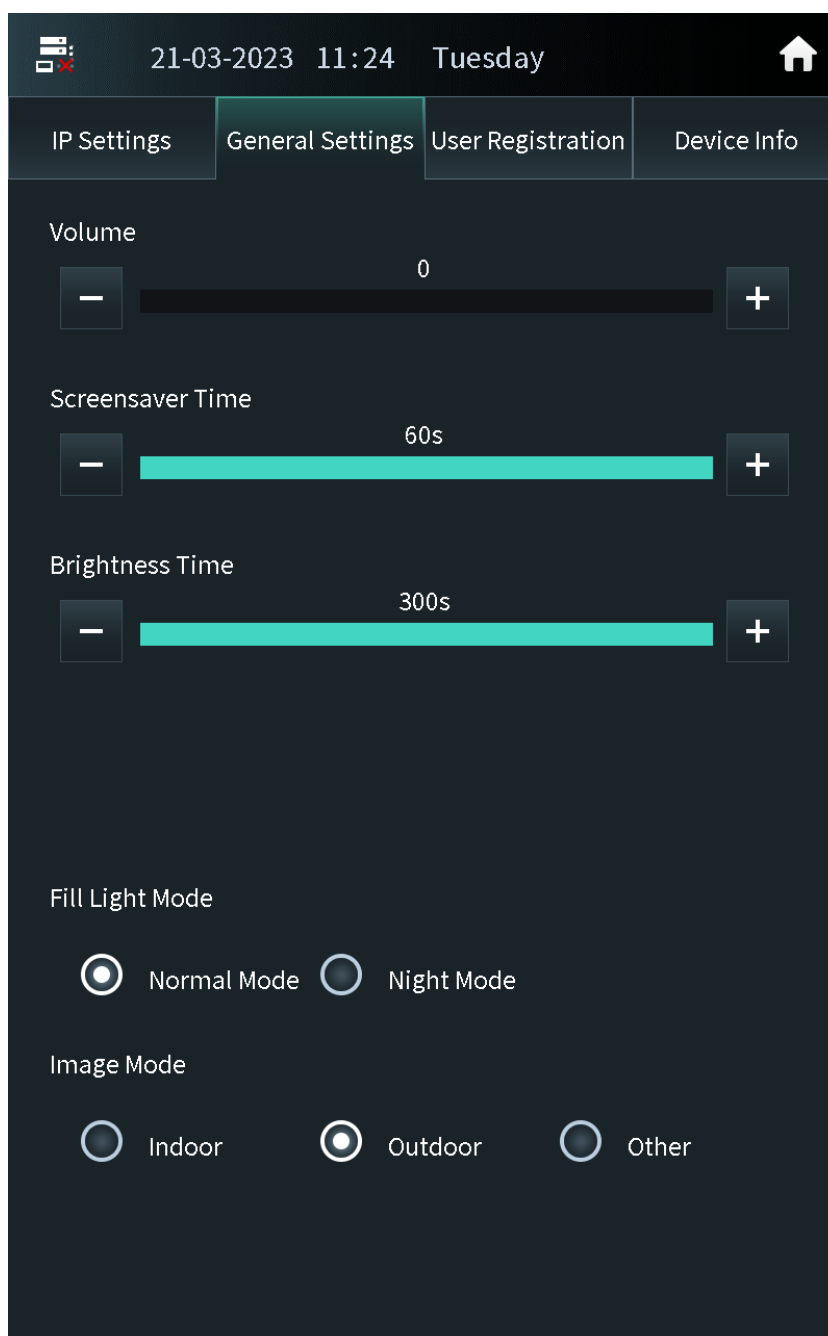 21-03-2023 11:24 Tuesday
IP Settings General Settings User Registration Device Info
Volume
0
− +
Screensaver Time
60s
− +
Brightness Time
300s
− +
Fill Light Mode
Normal Mode Night Mode
Image Mode
Indoor Outdoor Other